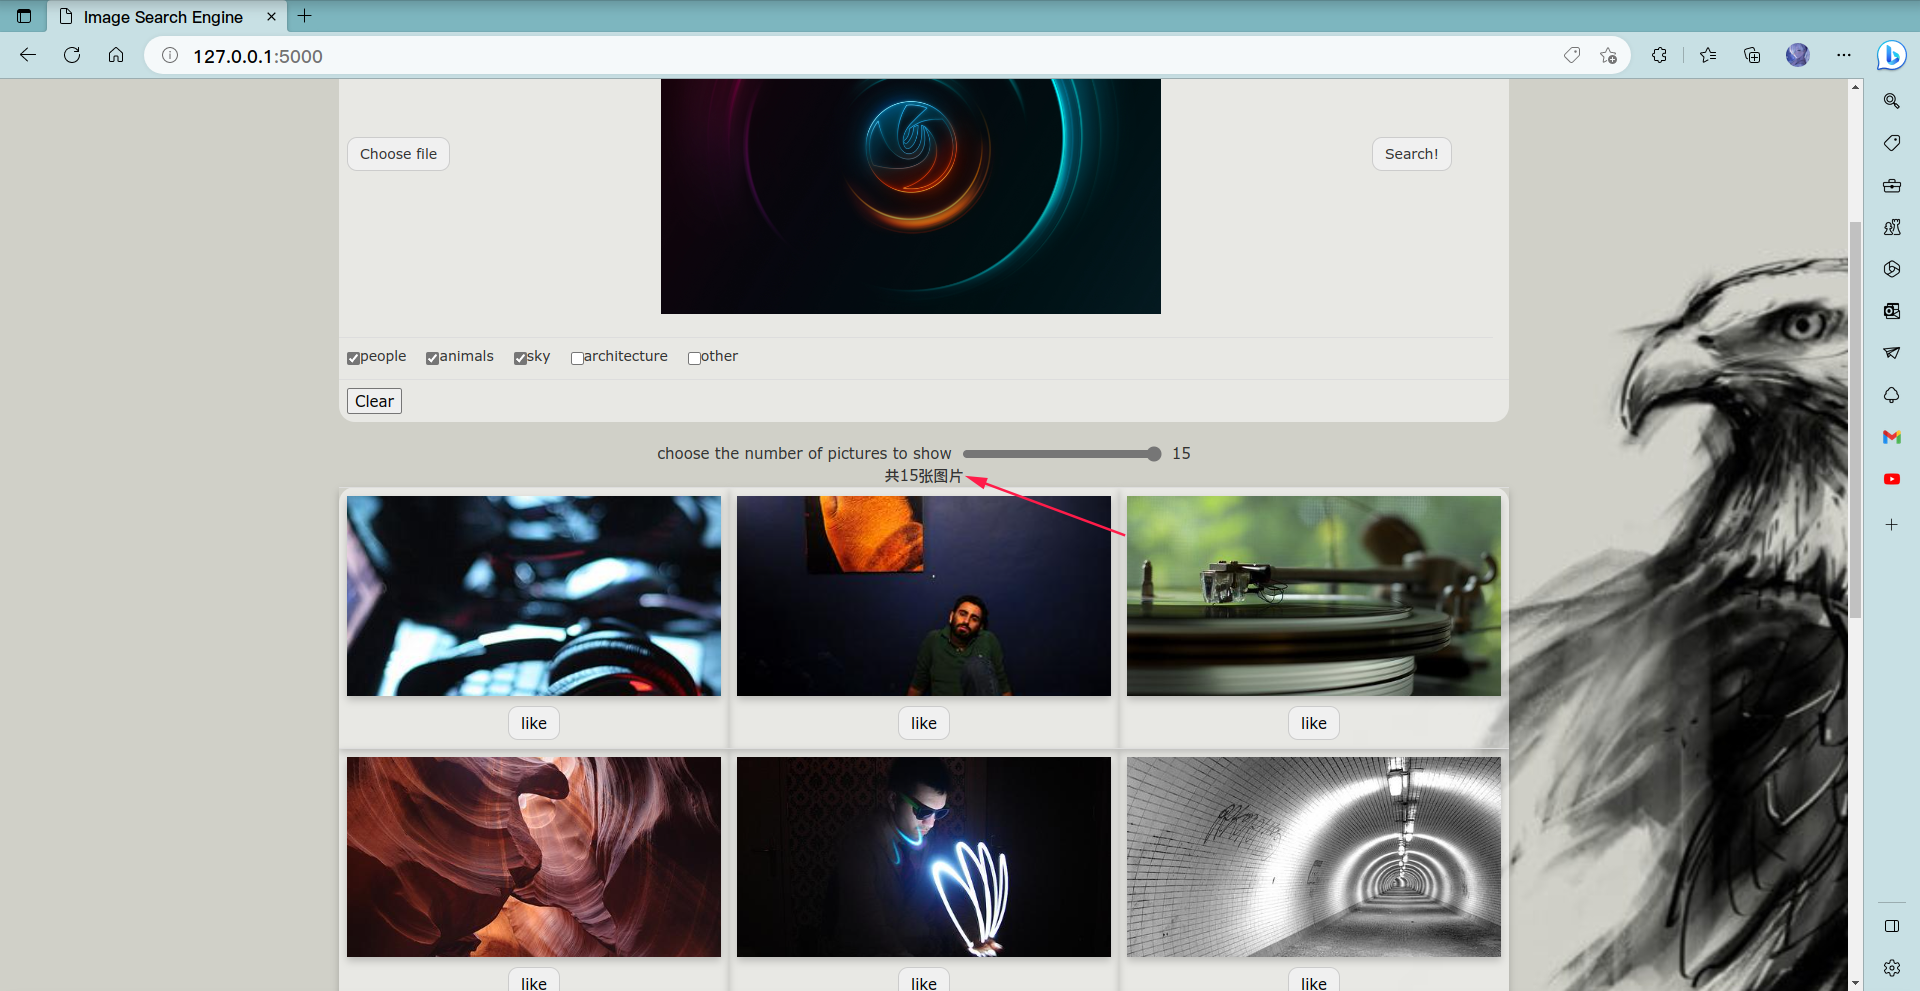 Image Search Engine
127.0.0.1:5000
Choose file
Search!
people animals sky architecture other
Clear
choose the number of pictures to show 15
共15张图片
like like like
like like like